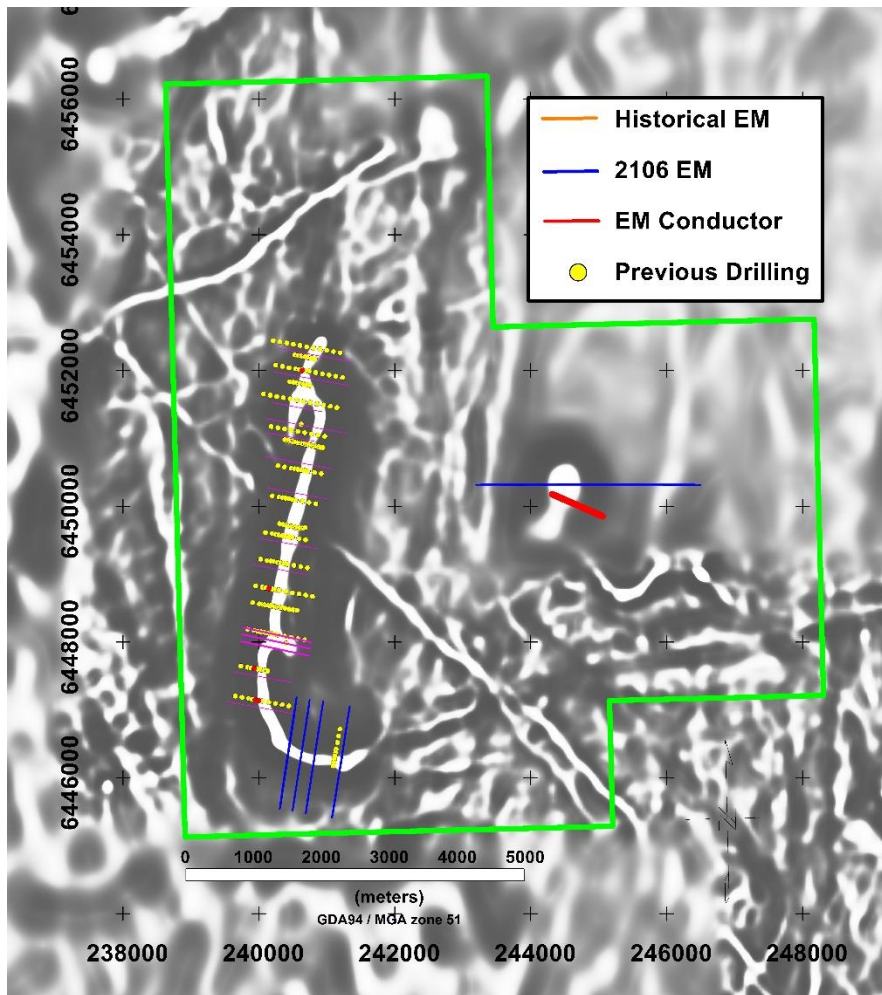 6456000
Historical EM
2106 EM
6454000
EM Conductor
Previous Drilling
6452000
6450000
6448000
6446000
0 1000 2000 3000 4000 5000
(meters)
GDA94 / MGA zone 51
238000 240000 242000 244000 246000 248000